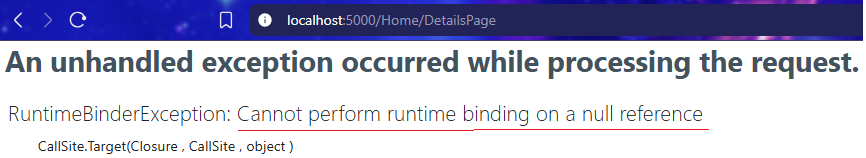 localhost:5000/Home/DetailsPage
An unhandled exception occurred while processing the request.
RuntimeBinderException: Cannot perform runtime binding on a null reference
CallSite.Target(Closure , CallSite , object )